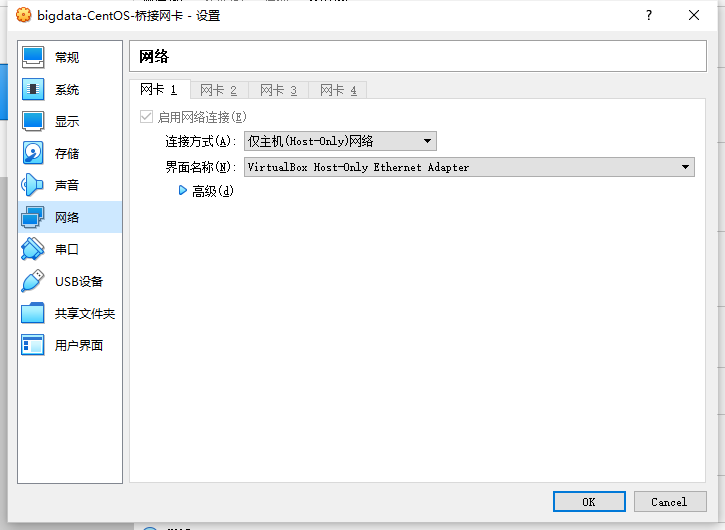 bigdata-CentOS-桥接网卡 - 设置
?
常规
系统
显示
存储
声音
网络
串口
USB设备
共享文件夹
用户界面
网络
网卡 1 网卡 2 网卡 3 网卡 4
启用网络连接(E)
连接方式(A): 仅主机(Host-Only)网络
界面名称(N): VirtualBox Host-Only Ethernet Adapter
高级(d)
OK Cancel